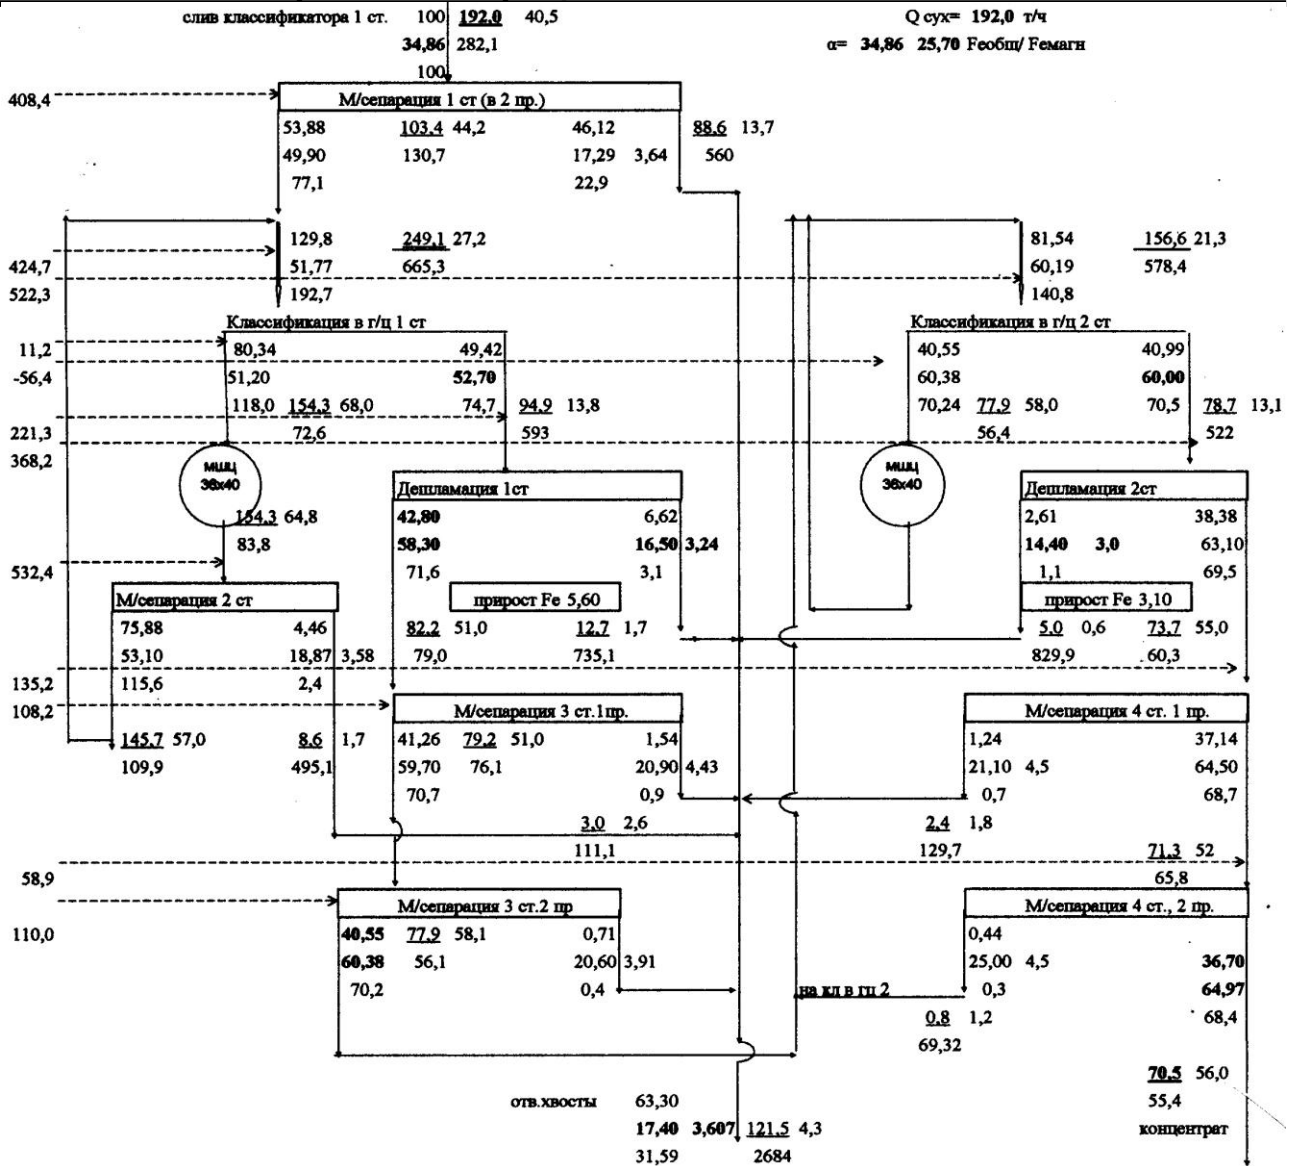 слив классификатора 1 ст. 100 192,0 40,5 Q сух= 192,0 т/ч
34,86 282,1 α= 34,86 25,70 Feобщ/ Feмагн
100
408,4 М/сепарация 1 ст (в 2 пр.)
53,88 103,4 44,2 46,12 88,6 13,7
49,90 130,7 17,29 3,64 560
77,1 22,9
129,8 249,1 27,2 81,54 156,6 21,3
424,7 51,77 665,3 60,19 578,4
522,3 192,7 140,8
Классификация в г/ц 1 ст Классификация в г/ц 2 ст
11,2 80,34 49,42 40,55 40,99
-56,4 51,20 52,70 60,38 60,00
118,0 154,3 68,0 74,7 94,9 13,8 70,24 77,9 58,0 70,5 78,7 13,1
221,3 72,6 593 56,4 522
368,2
МШЦ МШЦ
36х40 36х40
Дешламация 1ст Дешламация 2ст
154,3 64,8 42,80 6,62 2,61 38,38
83,8 58,30 16,50 3,24 14,40 3,0 63,10
532,4 71,6 3,1 1,1 69,5
М/сепарация 2 ст прирост Fe 5,60 прирост Fe 3,10
75,88 4,46 82,2 51,0 12,7 1,7 5,0 0,6 73,7 55,0
53,10 18,87 3,58 79,0 735,1 829,9 60,3
135,2 115,6 2,4
108,2 М/сепарация 3 ст.1пр. М/сепарация 4 ст. 1 пр.
145,7 57,0 8,6 1,7 41,26 79,2 51,0 1,54 1,24 37,14
109,9 495,1 59,70 76,1 20,90 4,43 21,10 4,5 64,50
70,7 0,9 0,7 68,7
3,0 2,6 2,4 1,8
111,1 129,7 71,3 52
58,9 65,8
М/сепарация 3 ст.2 пр М/сепарация 4 ст., 2 пр.
110,0 40,55 77,9 58,1 0,71 0,44
60,38 56,1 20,60 3,91 25,00 4,5 36,70
70,2 0,4 на кл в гц 2 0,3 64,97
0,8 1,2 68,4
69,32
70,5 56,0
отв.хвосты 63,30 55,4
17,40 3,607 121,5 4,3 концентрат
31,59 2684